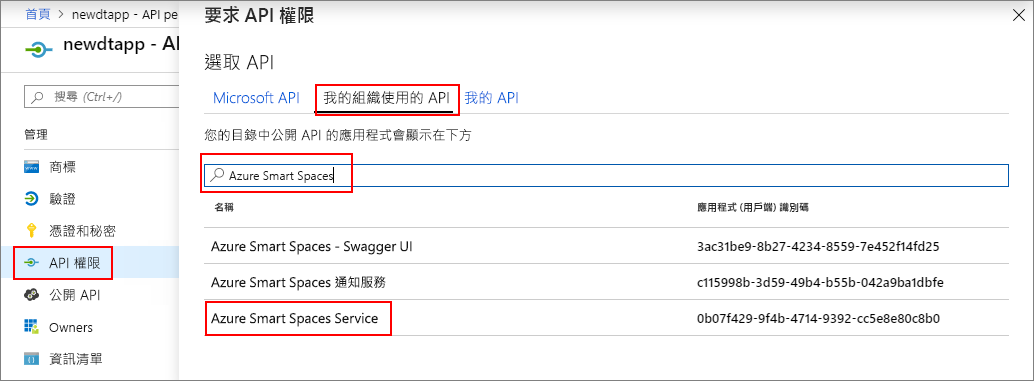 首頁 > newdtapp - API pe
newdtapp - AP
搜尋 (Ctrl+/)
管理
商標
驗證
憑證和秘密
API 權限
公開 API
Owners
資訊清單
要求 API 權限
選取 API
Microsoft API 我的組織使用的 API 我的 API
您的目錄中公開 API 的應用程式會顯示在下方
Azure Smart Spaces
名稱 應用程式 (用戶端) 識別碼
Azure Smart Spaces - Swagger UI 3ac31be9-8b27-4234-8559-7e452f14fd25
Azure Smart Spaces 通知服務 c115998b-3d59-49b4-b55b-042a9ba1dbfe
Azure Smart Spaces Service 0b07f429-9f4b-4714-9392-cc5e8e80c8b0